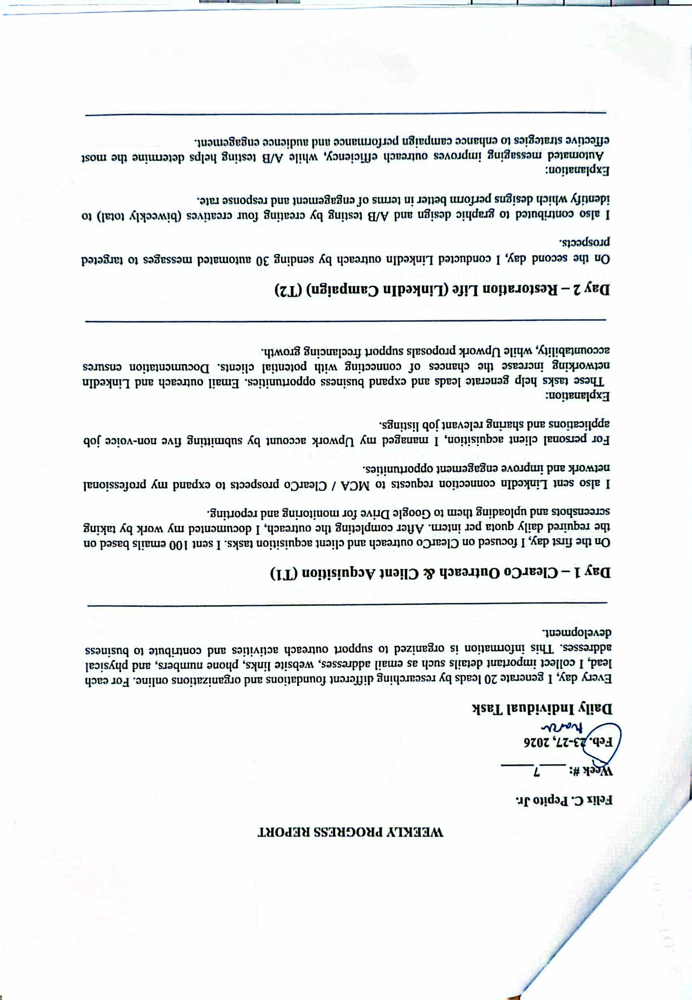 WEEKLY PROGRESS REPORT
Felix C. Pepito Jr.
Week #: ____7______
Feb. 23-27, 2026
Daily Individual Task
Every day, I generate 20 leads by researching different foundations and organizations online. For each
lead, I collect important details such as email addresses, website links, phone numbers, and physical
addresses. This information is organized to support outreach activities and contribute to business
development.
Day 1 – ClearCo Outreach & Client Acquisition (T1)
On the first day, I focused on ClearCo outreach and client acquisition tasks. I sent 100 emails based on
the required daily quota per intern. After completing the outreach, I documented my work by taking
screenshots and uploading them to Google Drive for monitoring and reporting.
I also sent LinkedIn connection requests to MCA / ClearCo prospects to expand my professional
network and improve engagement opportunities.
For personal client acquisition, I managed my Upwork account by submitting five non-voice job
applications and sharing relevant job listings.
Explanation:
These tasks help generate leads and expand business opportunities. Email outreach and LinkedIn
networking increase the chances of connecting with potential clients. Documentation ensures
accountability, while Upwork proposals support freelancing growth.
Day 2 – Restoration Life (LinkedIn Campaign) (T2)
On the second day, I conducted LinkedIn outreach by sending 30 automated messages to targeted
prospects.
I also contributed to graphic design and A/B testing by creating four creatives (biweekly total) to
identify which designs perform better in terms of engagement and response rate.
Explanation:
Automated messaging improves outreach efficiency, while A/B testing helps determine the most
effective strategies to enhance campaign performance and audience engagement.